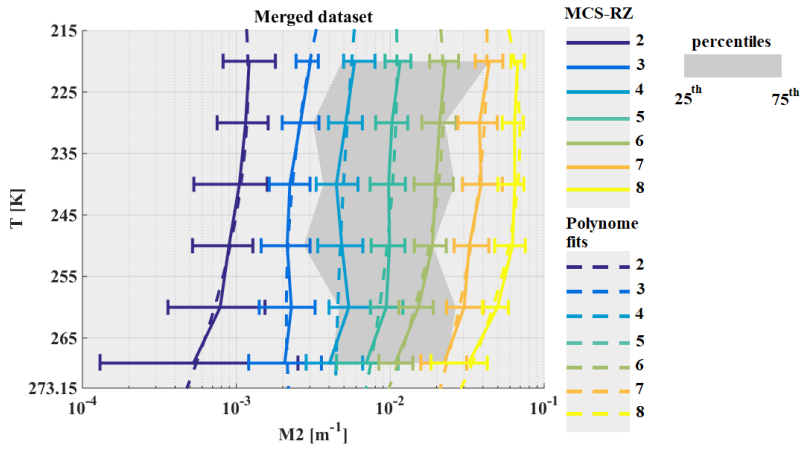 Merged dataset
215
225
235
245
255
265
273.15
T [K]
10^-4
10^-3
10^-2
10^-1
M2 [m^-1]
MCS-RZ
2
3
4
5
6
7
8
Polynome
fits
2
3
4
5
6
7
8
percentiles
25^th
75^th